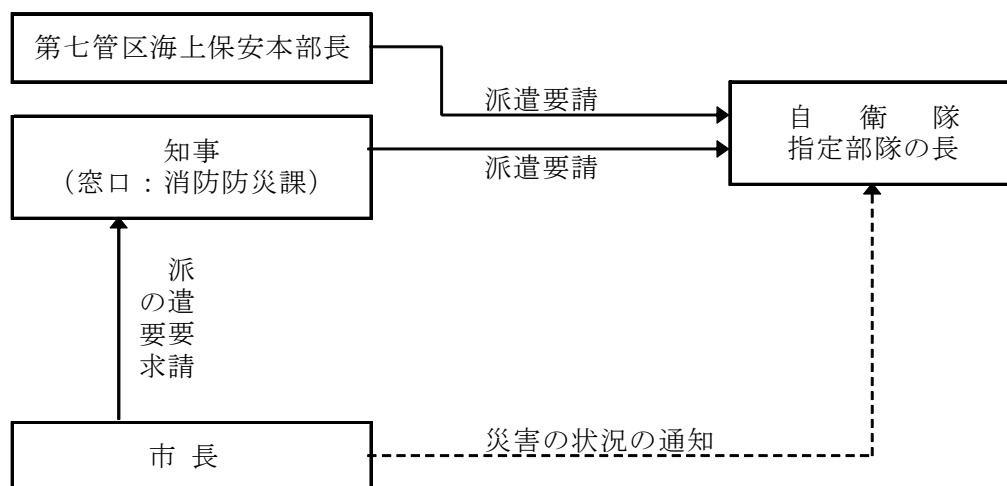 第七管区海上保安本部長
派遣要請
自衛隊
指定部隊の長
知事
（窓口：消防防災課）
派遣要請
派遣要請
の要求
市長
災害の状況の通知